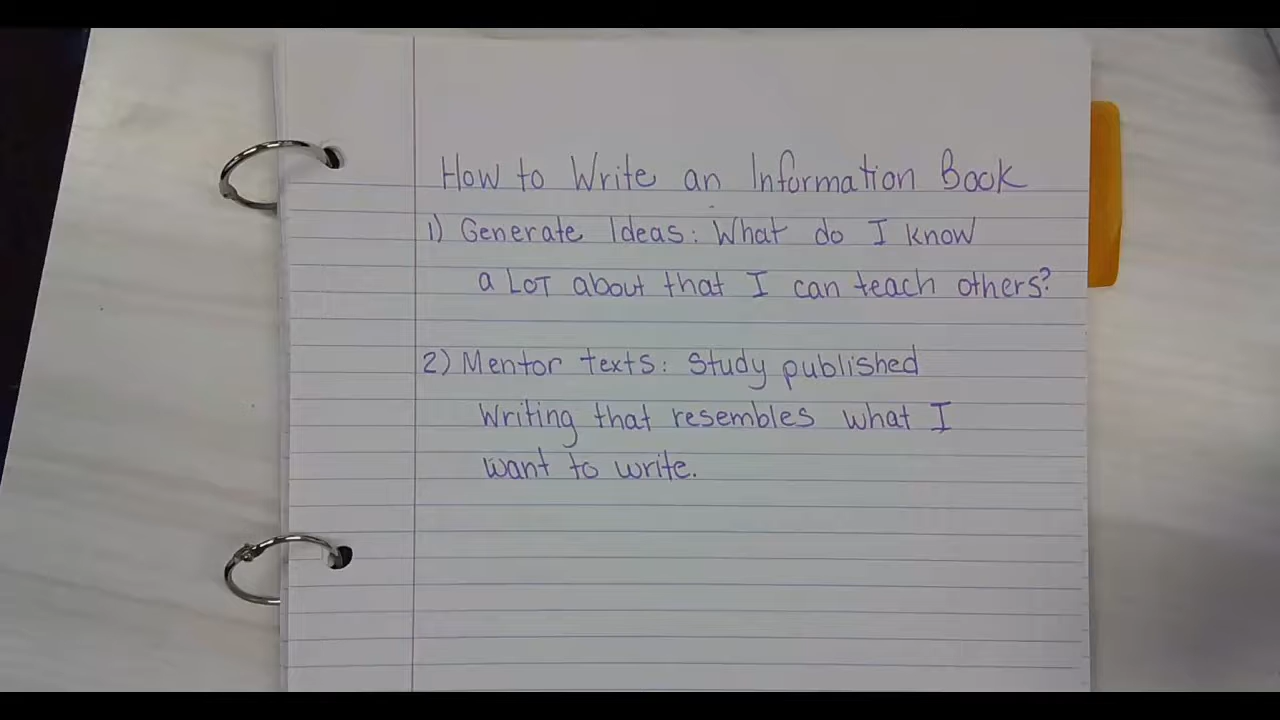 How to Write an Information Book
1) Generate Ideas: What do I know
a LOT about that I can teach others?
2) Mentor texts: Study published
writing that resembles what I
want to write.